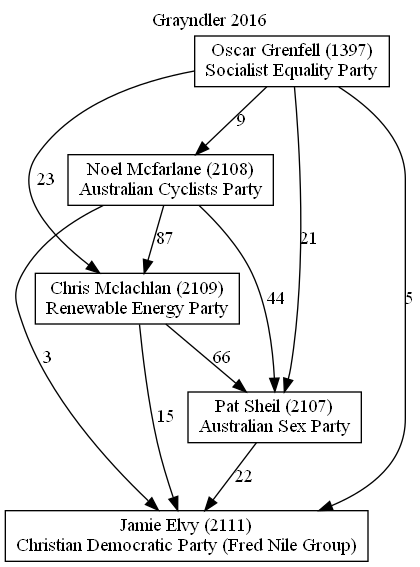 Grayndler 2016
Oscar Grenfell (1397)
Socialist Equality Party
9
Noel Mcfarlane (2108)
Australian Cyclists Party
23
87
21
Chris Mclachlan (2109)
Renewable Energy Party
44
5
3
66
15
Pat Sheil (2107)
Australian Sex Party
22
Jamie Elvy (2111)
Christian Democratic Party (Fred Nile Group)